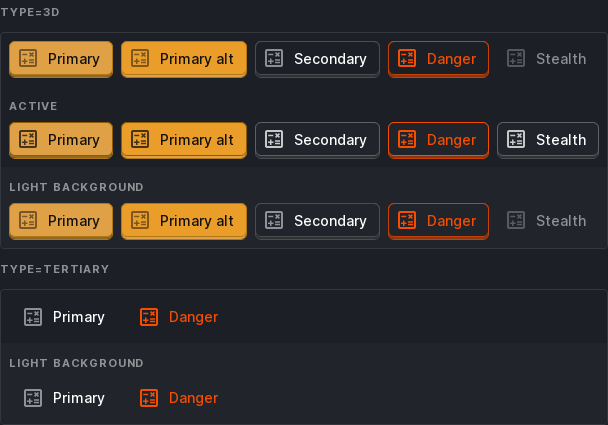 TYPE=3D
Primary Primary alt Secondary Danger Stealth
ACTIVE
Primary Primary alt Secondary Danger Stealth
LIGHT BACKGROUND
Primary Primary alt Secondary Danger Stealth
TYPE=TERTIARY
Primary Danger
LIGHT BACKGROUND
Primary Danger